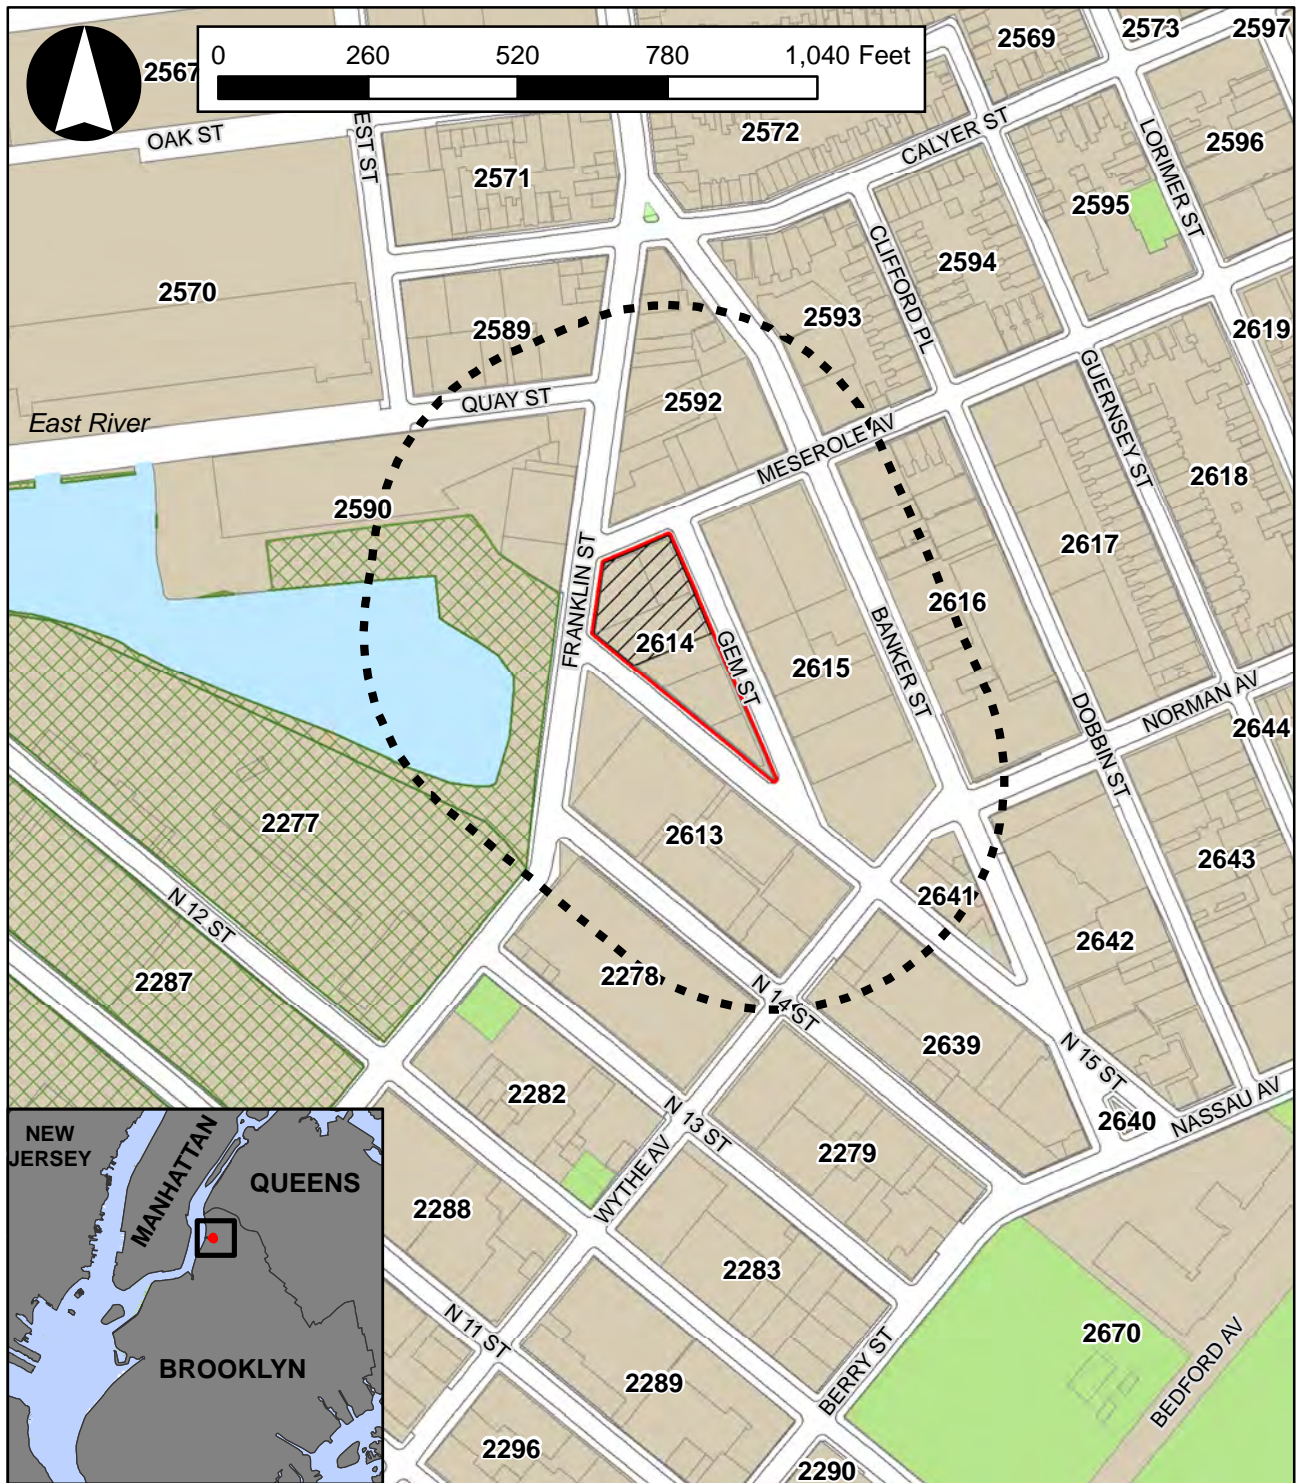 0 260 520 780 1,040 Feet
2567
2569
2573
2597
OAK ST
EST ST
2572
CALYER ST
LORIMER ST
2596
2571
2595
2570
2589
CLIFFORD PL
2594
2593
2619
QUAY ST
2592
GUERNSEY ST
East River
MESEROLE AV
2618
2590
2617
FRANKLIN ST
2614
GEM ST
2615
BANKER ST
2616
DOBBIN ST
NORMAN AV
2644
2277
2613
2643
N 12 ST
2641
2642
2287
2278
N 14 ST
2639
N 15 ST
2282
N 13 ST
2640
NASSAU AV
2279
WYTHE AV
2288
2283
N 11 ST
2289
BERRY ST
2670
BEDFORD AV
2296
2290
NEW
JERSEY
MANHATTAN
QUEENS
BROOKLYN